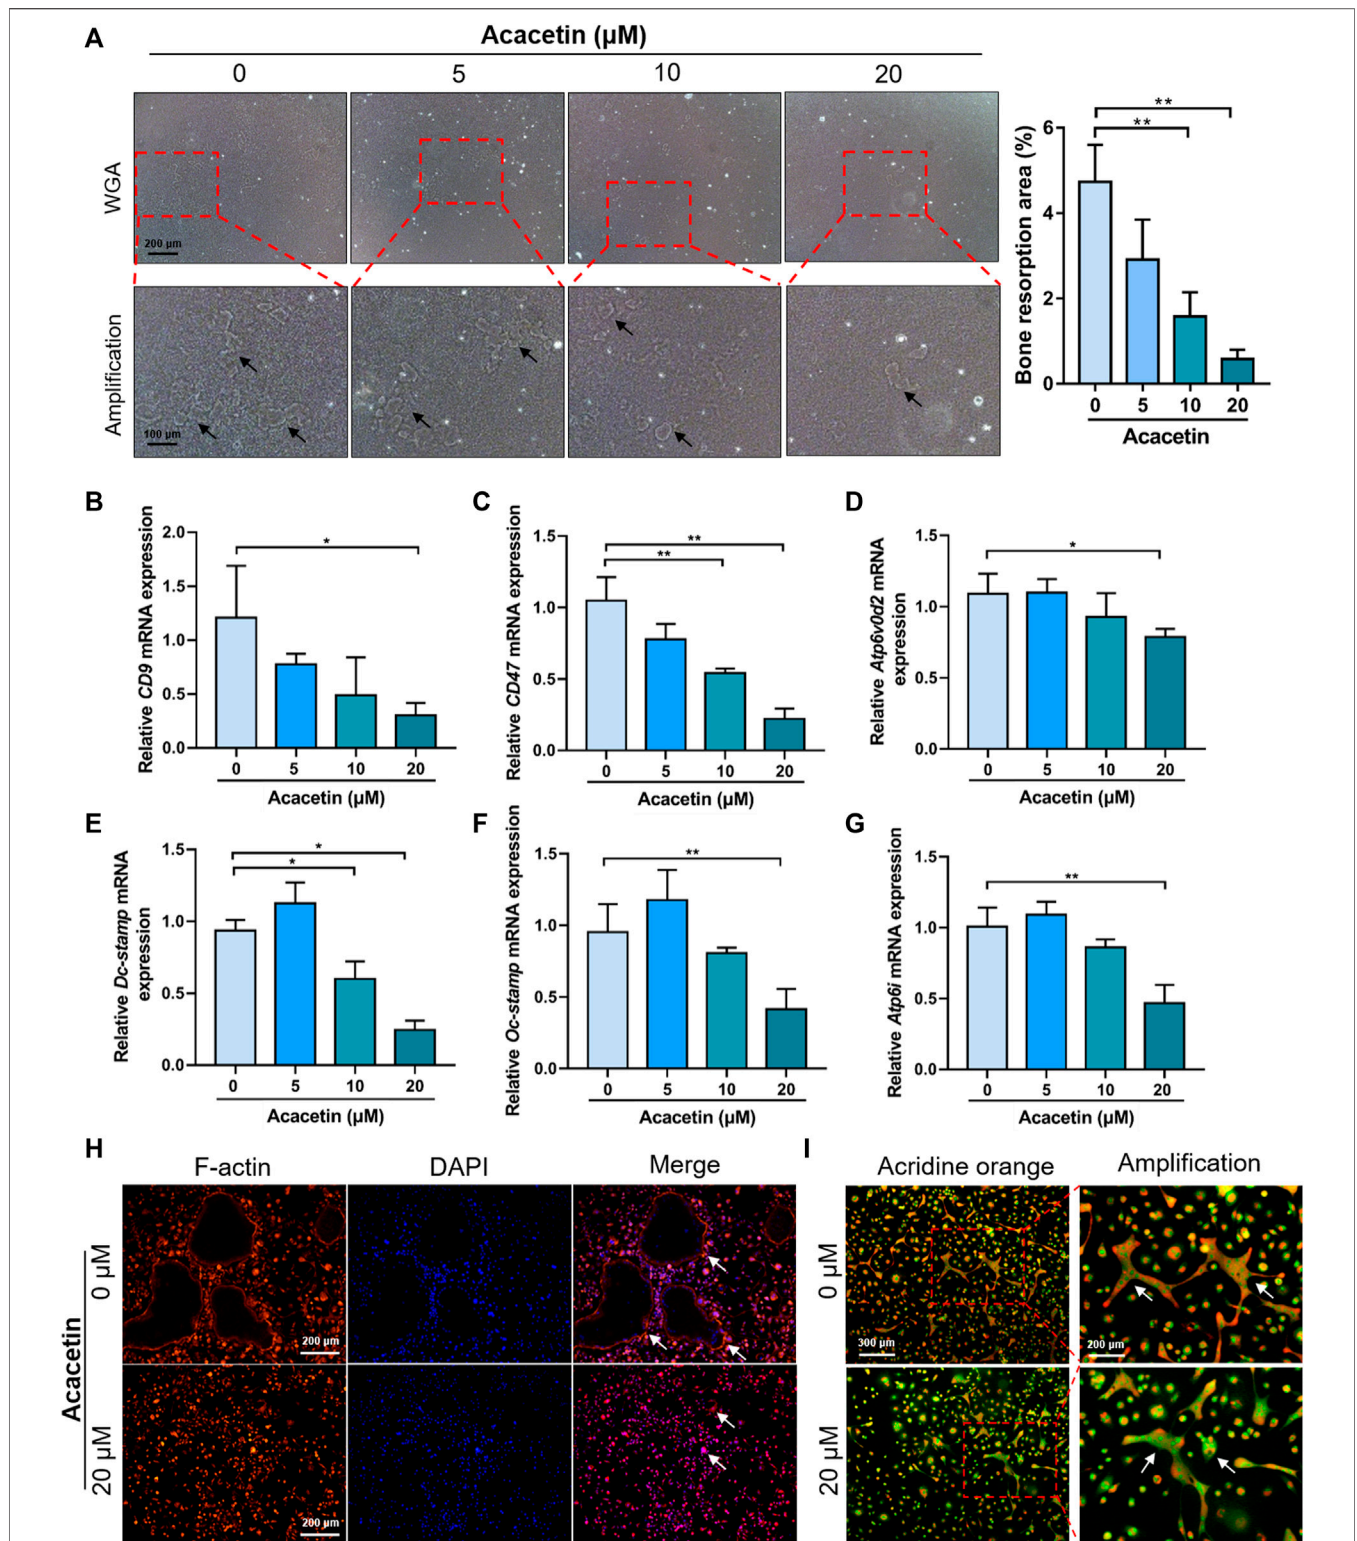 A
Acacetin (µM)
0 5 10 20
WGA
200 µm
Amplification
100 µm
Bone resorption area (%)
6
4
2
0
**
**
0 5 10 20
Acacetin
B
Relative CD9 mRNA expression
2.0
1.5
1.0
0.5
0.0
*
0 5 10 20
Acacetin (µM)
C
Relative CD47 mRNA expression
1.5
1.0
0.5
0.0
**
**
0 5 10 20
Acacetin (µM)
D
Relative Atp6v0d2 mRNA
expression
1.5
1.0
0.5
0.0
*
0 5 10 20
Acacetin (µM)
E
Relative Dc-stamp mRNA
expression
1.5
1.0
0.5
0.0
*
*
0 5 10 20
Acacetin (µM)
F
Relative Oc-stamp mRNA expression
1.5
1.0
0.5
0.0
**
0 5 10 20
Acacetin (µM)
G
Relative Atp6i mRNA expression
1.5
1.0
0.5
0.0
**
0 5 10 20
Acacetin (µM)
H
F-actin DAPI Merge
Acacetin
0 µM
200 µm
20 µM
200 µm
I
Acridine orange Amplification
0 µM
300 µm
200 µm
20 µM